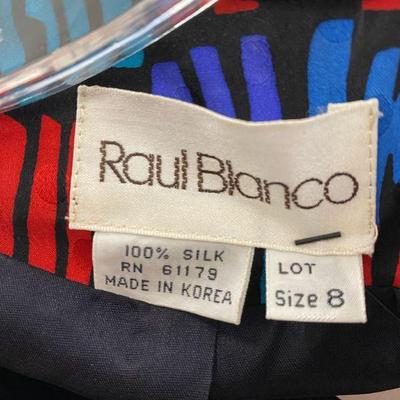 Raul Blanco
100% SILK
RN 61179
MADE IN KOREA
LOT
Size 8